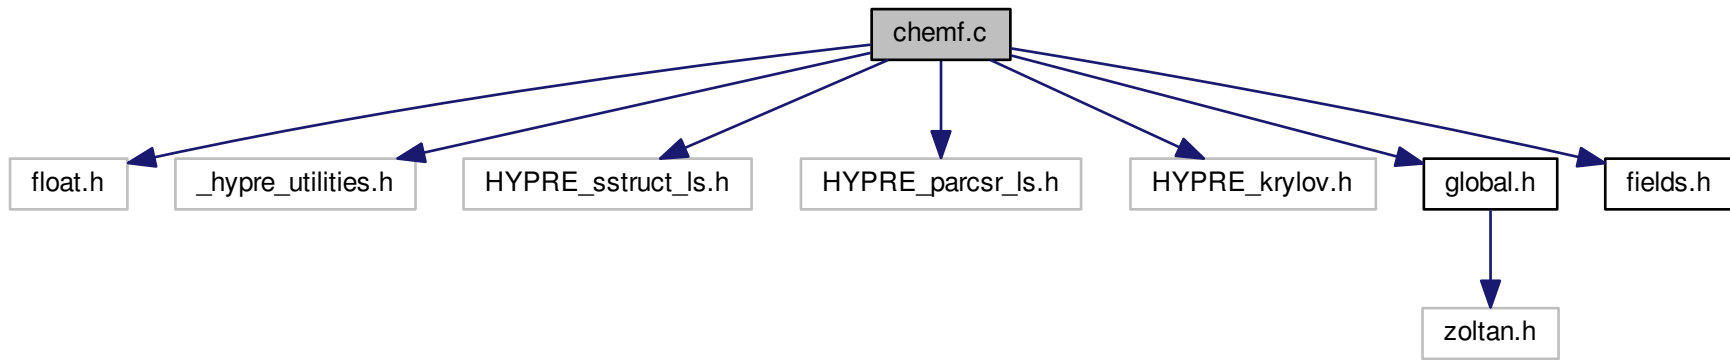 chemf.c
float.h
_hypre_utilities.h
HYPRE_sstruct_ls.h
HYPRE_parcsr_ls.h
HYPRE_krylov.h
global.h
fields.h
zoltan.h